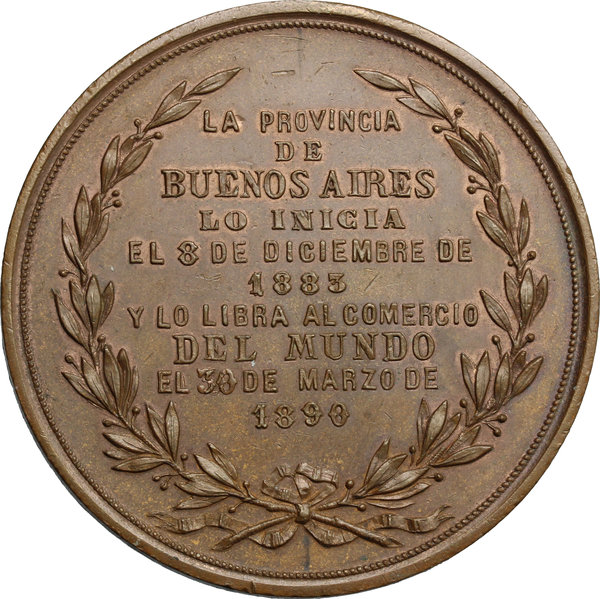 LA PROVINCIA
DE
BUENOS AIRES
LO INICIA
EL 8 DE DICIEMBRE DE
1883
Y LO LIBRA AL COMERCIO
DEL MUNDO
EL 30 DE MARZO DE
1890